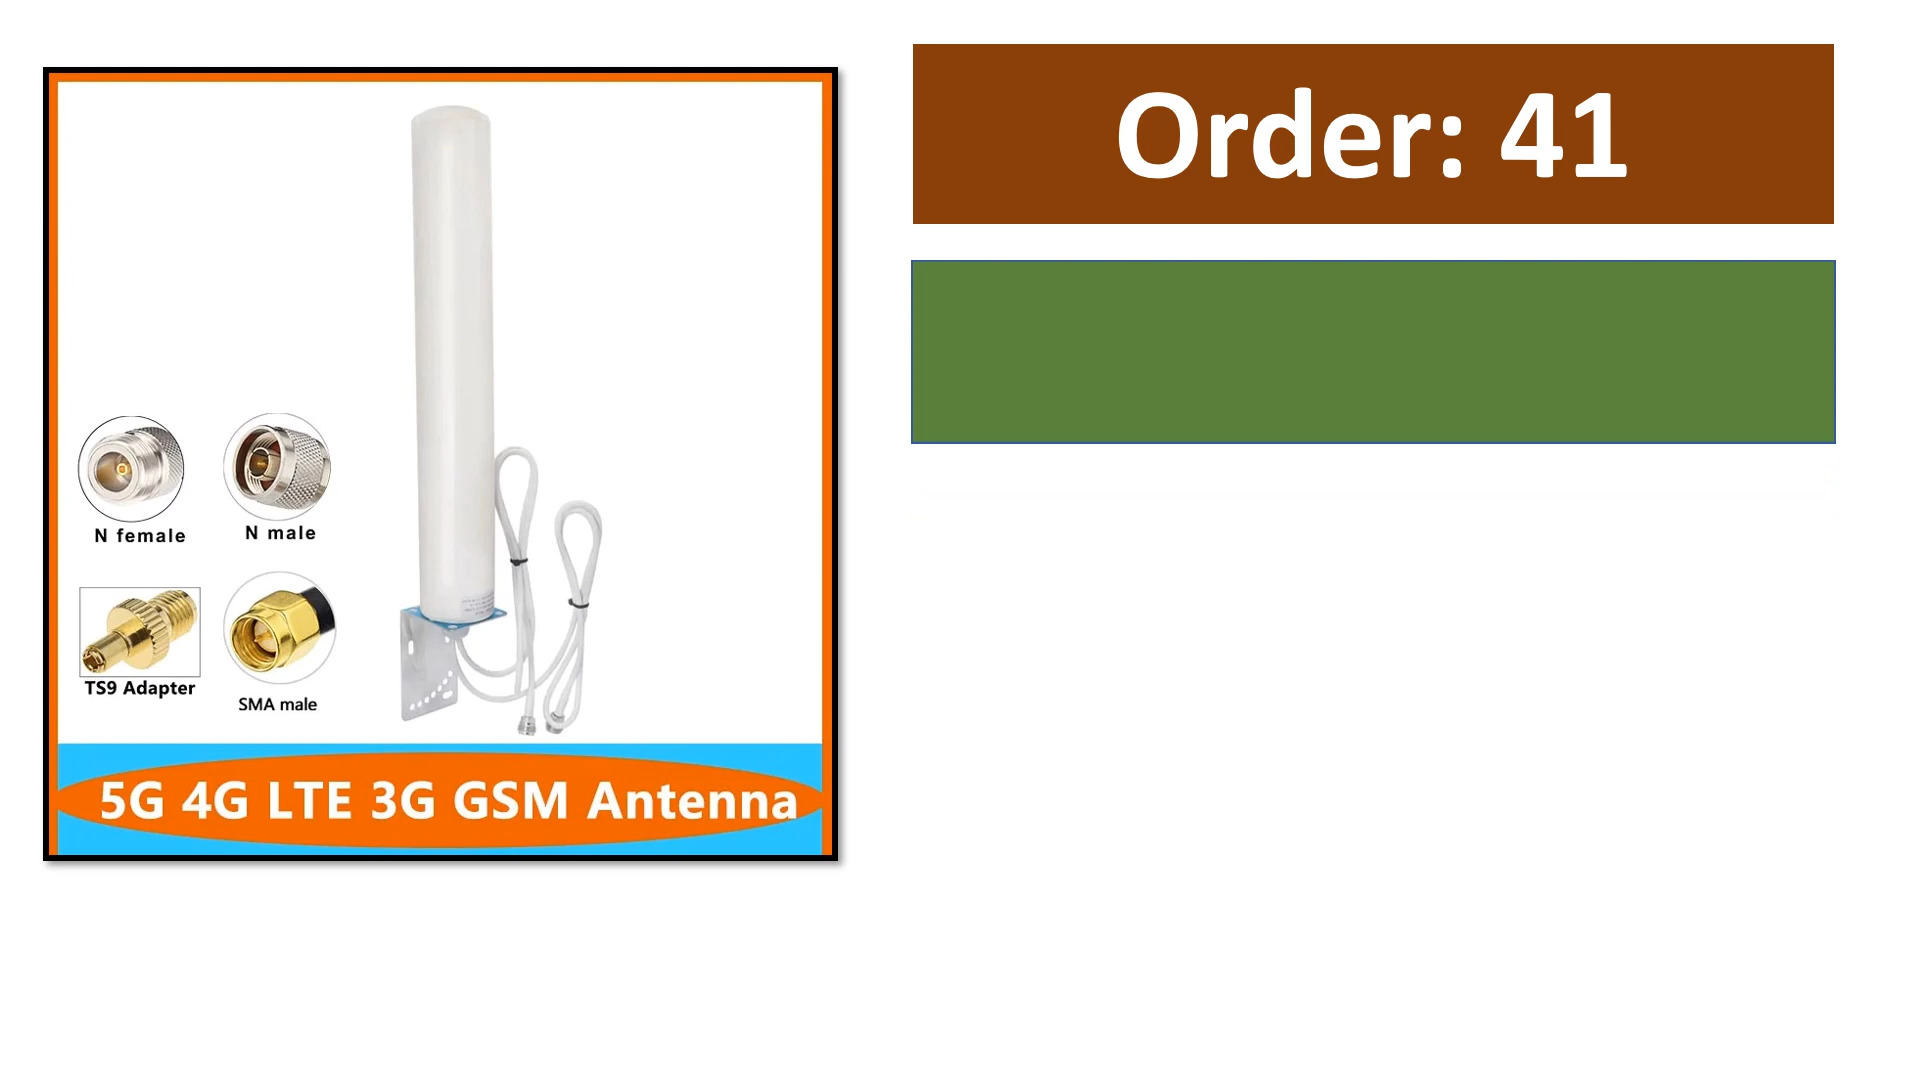 Order: 41
N female
N male
TS9 Adapter
SMA male
5G 4G LTE 3G GSM Antenna